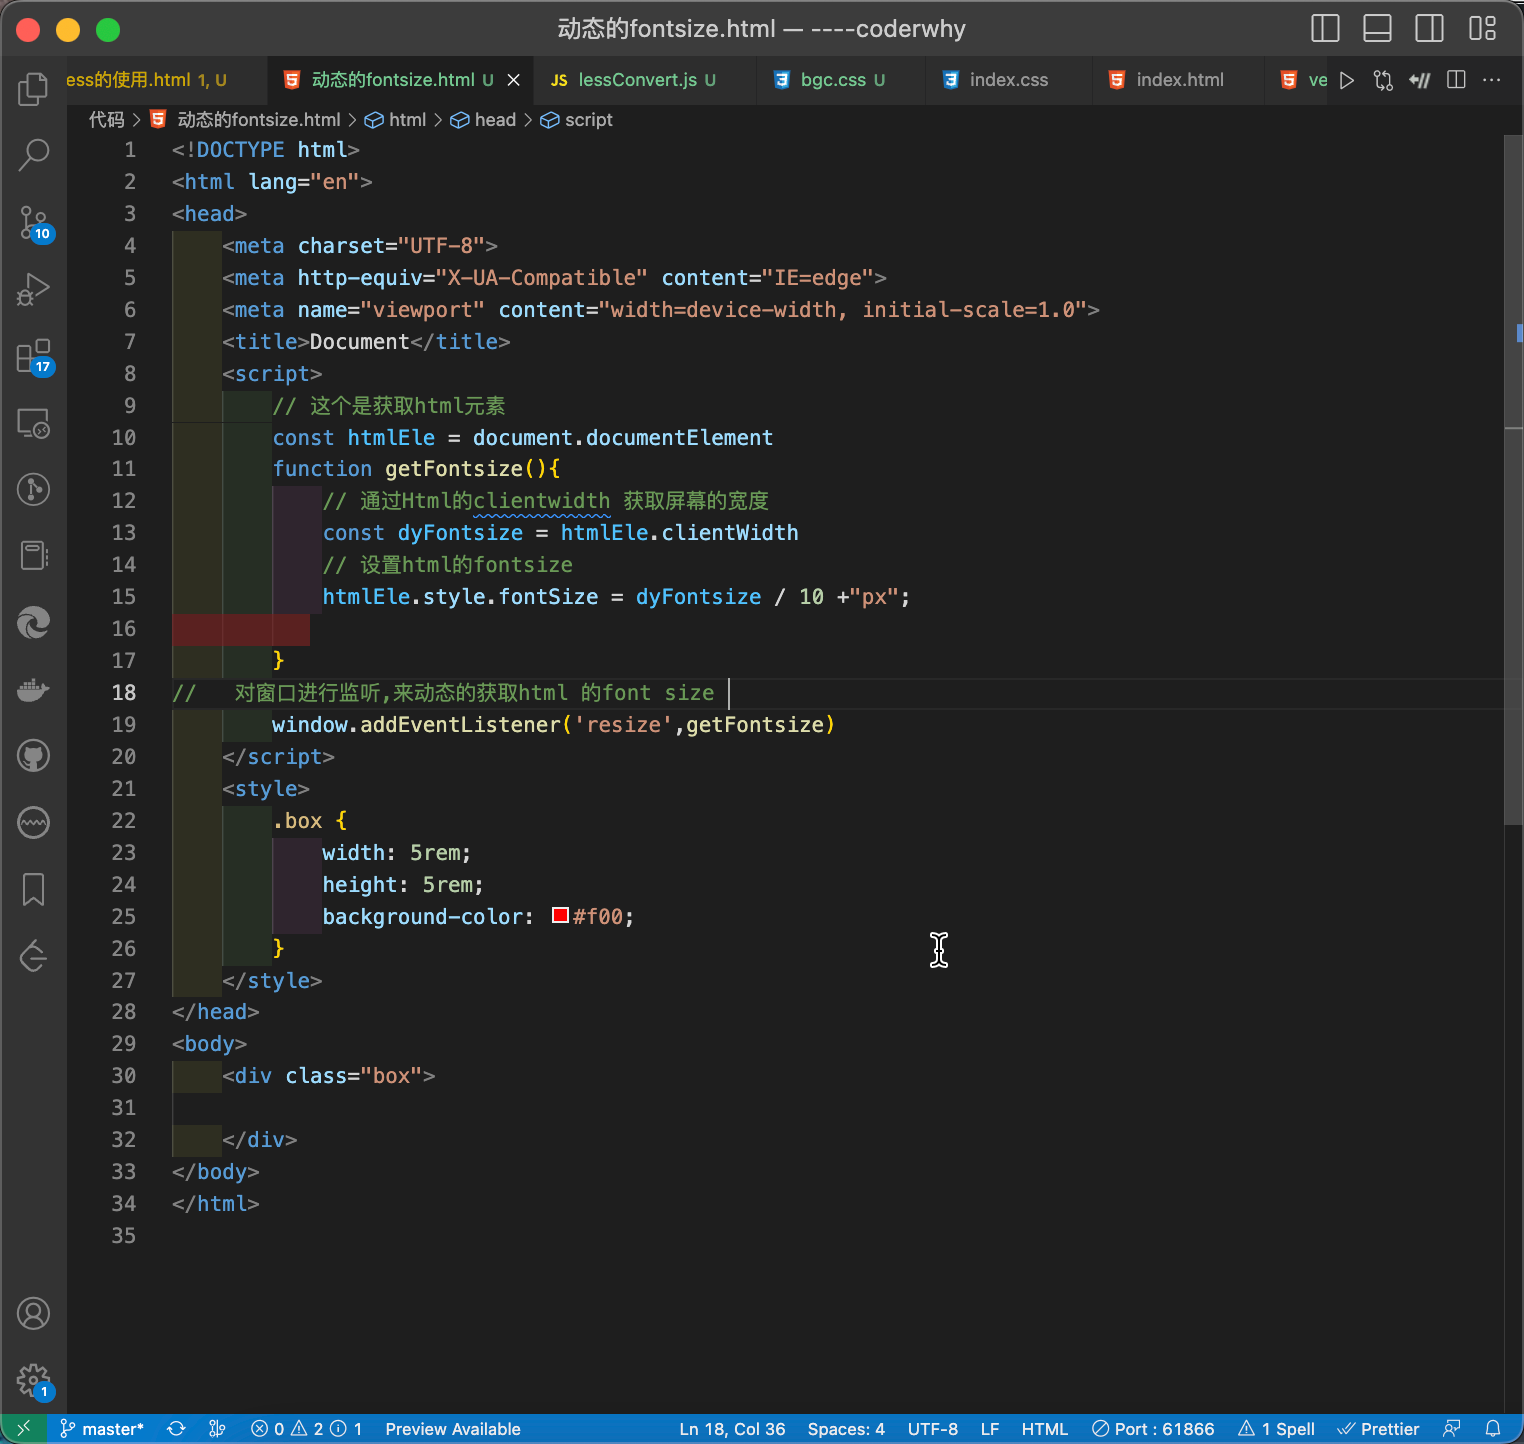 动态的fontsize.html — ----coderwhy
ess的使用.html 1, U 动态的fontsize.html U JS lessConvert.js U bgc.css U index.css index.html ve
代码 > 动态的fontsize.html > html > head > script
1 <!DOCTYPE html>
2 <html lang="en">
3 <head>
4 <meta charset="UTF-8">
5 <meta http-equiv="X-UA-Compatible" content="IE=edge">
6 <meta name="viewport" content="width=device-width, initial-scale=1.0">
7 <title>Document</title>
8 <script>
9 // 这个是获取html元素
10 const htmlEle = document.documentElement
11 function getFontsize(){
12 // 通过Html的clientwidth 获取屏幕的宽度
13 const dyFontsize = htmlEle.clientWidth
14 // 设置html的fontsize
15 htmlEle.style.fontSize = dyFontsize / 10 +"px";
16
17 }
18 // 对窗口进行监听,来动态的获取html 的font size
19 window.addEventListener('resize',getFontsize)
20 </script>
21 <style>
22 .box {
23 width: 5rem;
24 height: 5rem;
25 background-color: #f00;
26 }
27 </style>
28 </head>
29 <body>
30 <div class="box">
31
32 </div>
33 </body>
34 </html>
35
10
17
1
master* 0 2 1 Preview Available Ln 18, Col 36 Spaces: 4 UTF-8 LF HTML Port : 61866 1 Spell Prettier